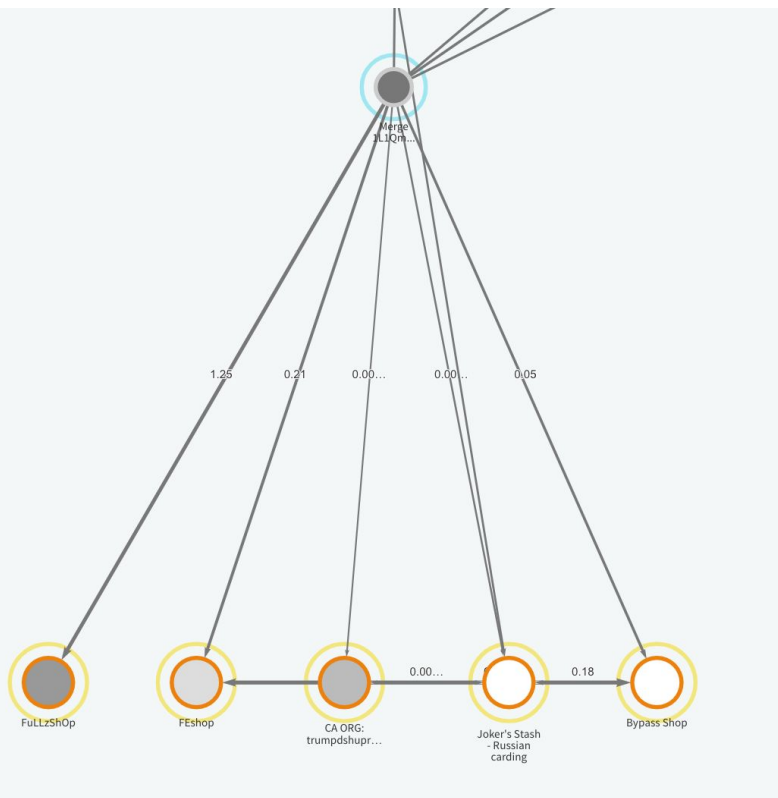 Merge
1L1Qm...
1.25
0.21
0.00…
0.00…
0.05
0.00…
0.18
FuLLzShOp
FEshop
CA ORG:
trumpdshupr…
Joker's Stash
- Russian
carding
Bypass Shop